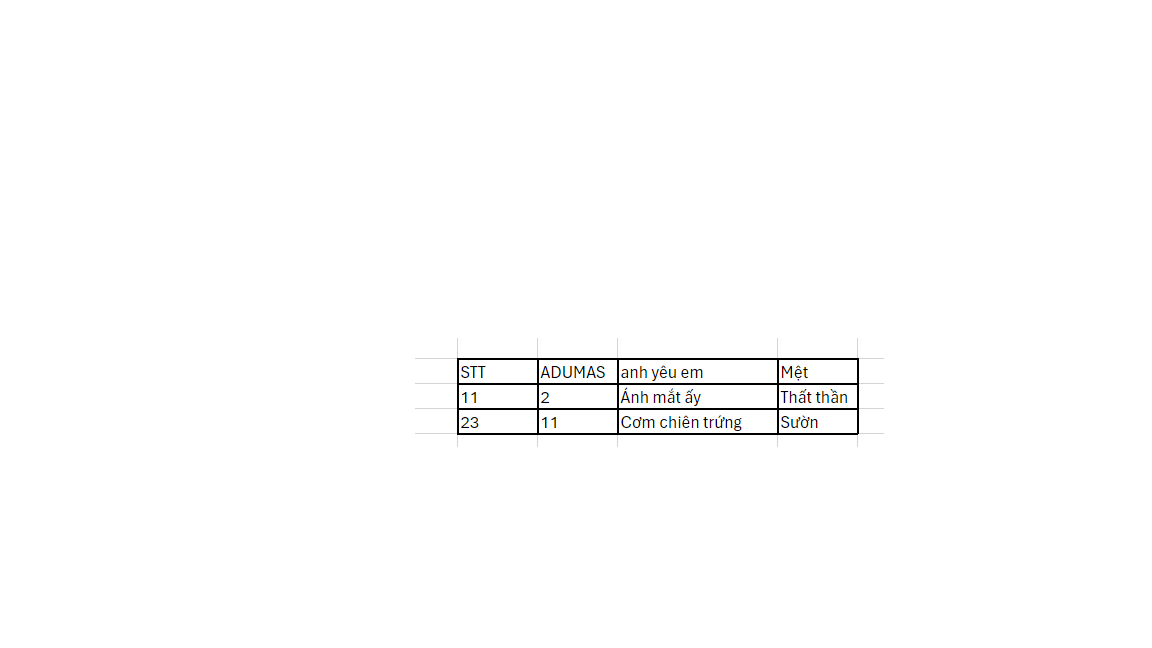 STT ADUMAS anh yêu em Mệt
11 2 Ánh mắt ấy Thất thần
23 11 Cơm chiên trứng Sườn